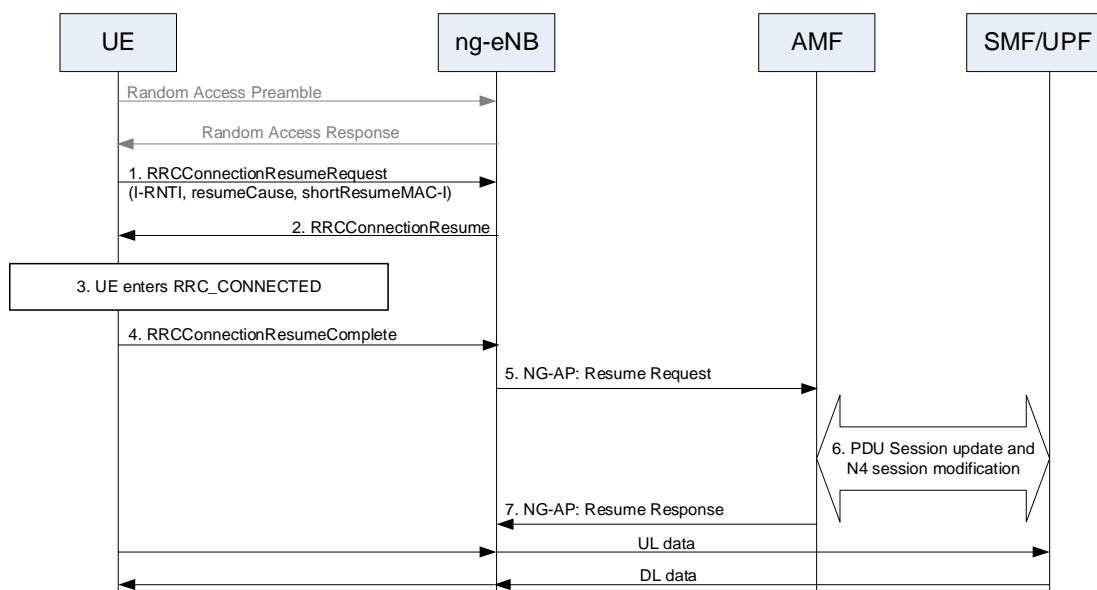 UE
ng-eNB
AMF
SMF/UPF
Random Access Preamble
Random Access Response
1. RRCConnectionResumeRequest
(I-RNTI, resumeCause, shortResumeMAC-I)
2. RRCConnectionResume
3. UE enters RRC_CONNECTED
4. RRCConnectionResumeComplete
5. NG-AP: Resume Request
6. PDU Session update and
N4 session modification
7. NG-AP: Resume Response
UL data
DL data